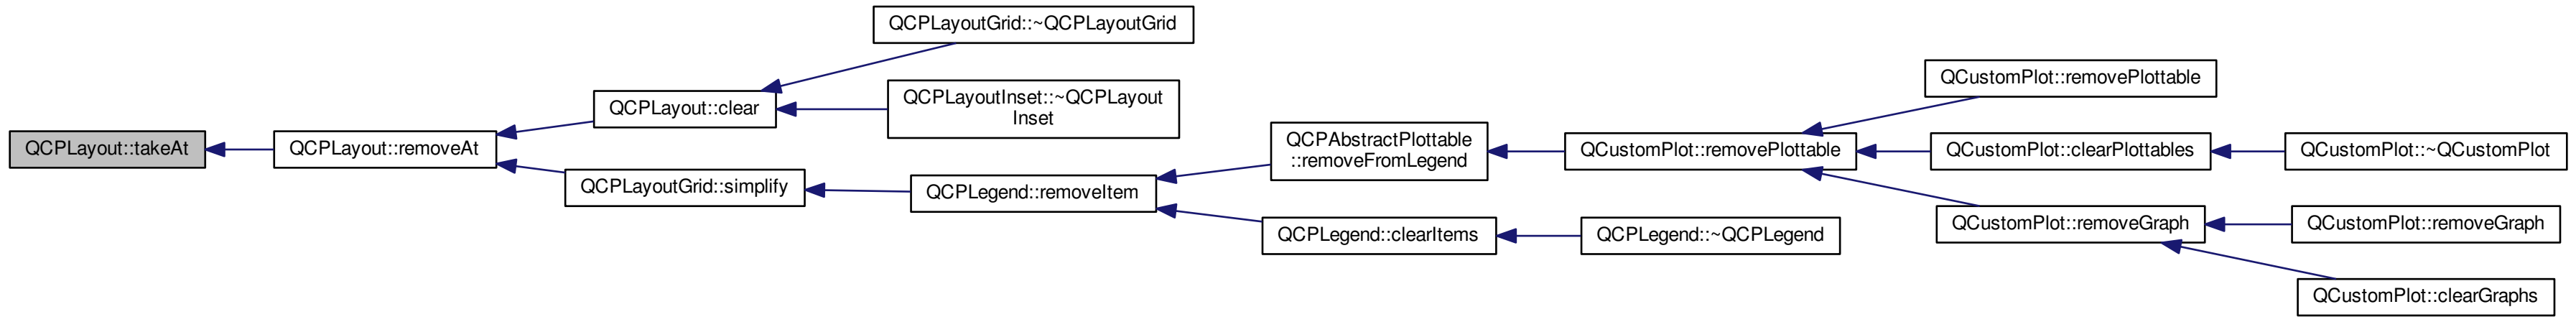 QCPLayout::takeAt
QCPLayout::removeAt
QCPLayout::clear
QCPLayoutGrid::~QCPLayoutGrid
QCPLayoutInset::~QCPLayout
Inset
QCPLayoutGrid::simplify
QCPLegend::removeItem
QCPAbstractPlottable
::removeFromLegend
QCustomPlot::removePlottable
QCustomPlot::removePlottable
QCustomPlot::clearPlottables
QCustomPlot::~QCustomPlot
QCustomPlot::removeGraph
QCustomPlot::removeGraph
QCustomPlot::clearGraphs
QCPLegend::clearItems
QCPLegend::~QCPLegend